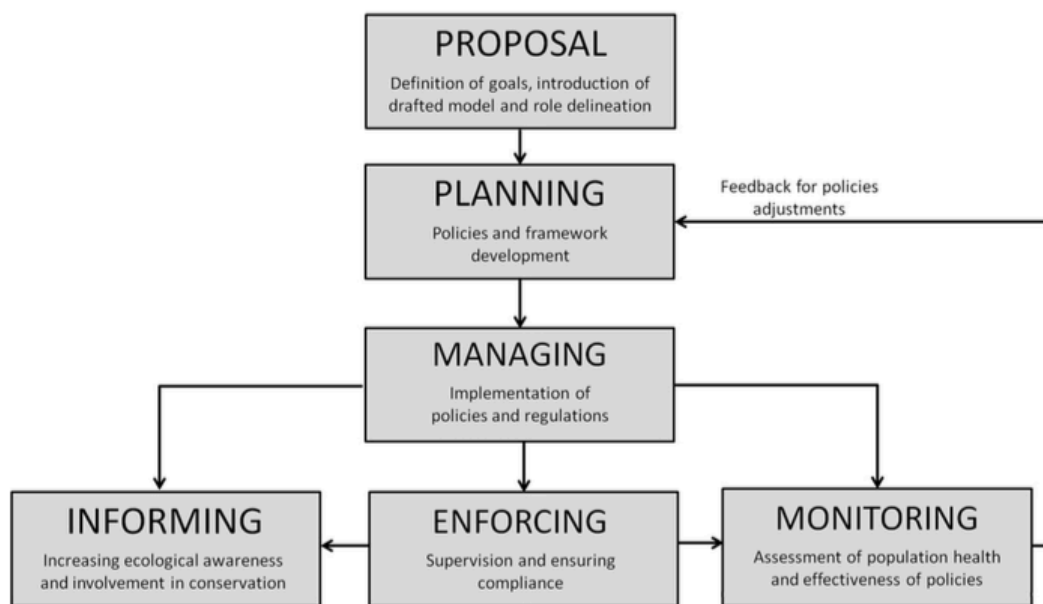 PROPOSAL
Definition of goals, introduction of
drafted model and role delineation
PLANNING
Policies and framework
development
Feedback for policies
adjustments
MANAGING
Implementation of
policies and regulations
INFORMING
Increasing ecological awareness
and involvement in conservation
ENFORCING
Supervision and ensuring
compliance
MONITORING
Assessment of population health
and effectiveness of policies